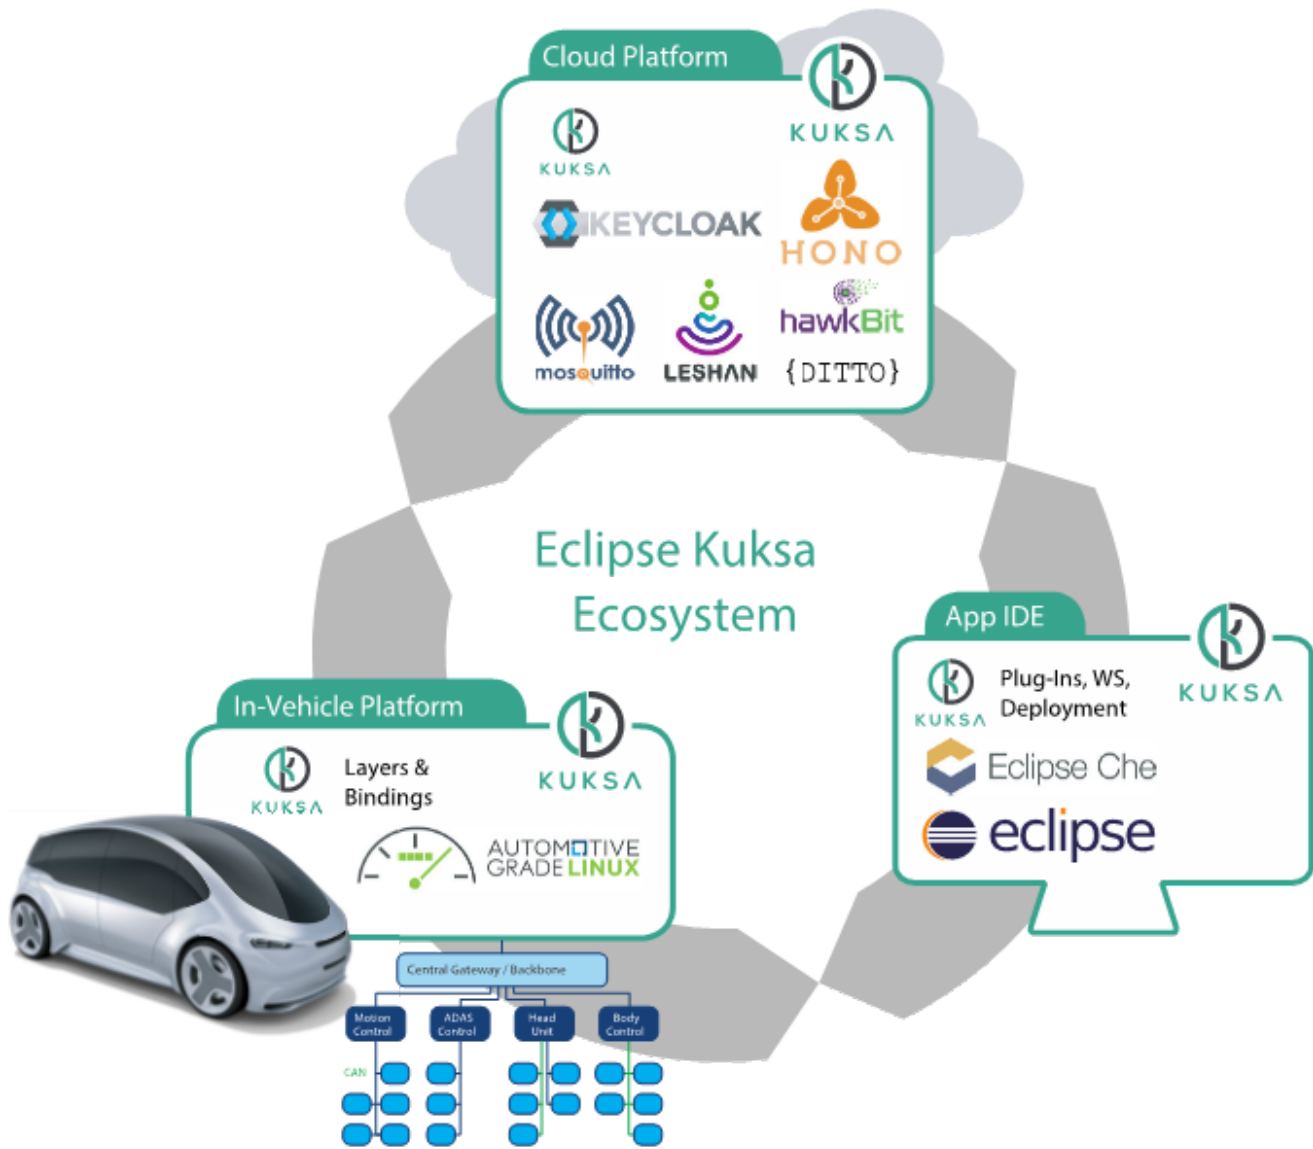 Cloud Platform
KUKSA
KUKSA
KEYCLOAK
HONO
mosquitto
LESHAN
hawkBit
{DITTO}
Eclipse Kuksa
Ecosystem
App IDE
KUKSA
KUKSA
Plug-Ins, WS,
Deployment
Eclipse Che
eclipse
In-Vehicle Platform
KUKSA
KUKSA
Layers &
Bindings
AUTOMOTIVE
GRADE LINUX
Central Gateway / Backbone
Motion
Control
ADAS
Control
Head
Unit
Body
Control
CAN